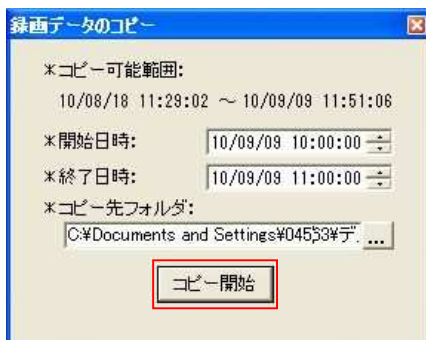 録画データのコピー
*コピー可能範囲:
10/08/18 11:29:02 ～ 10/09/09 11:51:06
*開始日時: 10/09/09 10:00:00
*終了日時: 10/09/09 11:00:00
*コピー先フォルダ:
C:¥Documents and Settings¥04533¥デ. ...
コピー開始